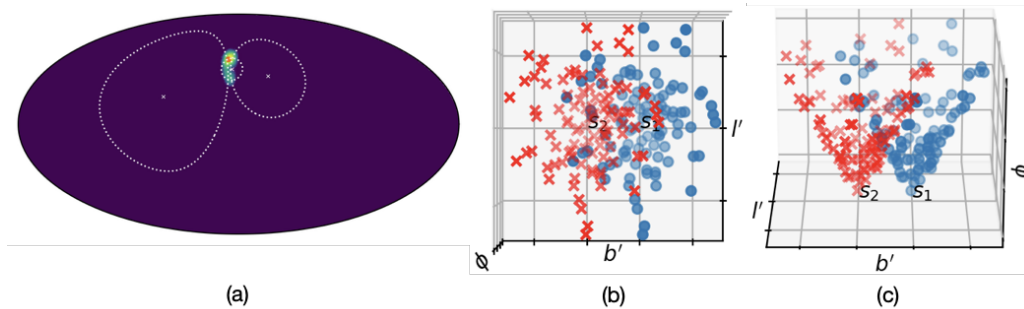 s₂ s₁
l′
ϕ
b′
s₂ s₁
l′
ϕ
b′
(a)
(b)
(c)